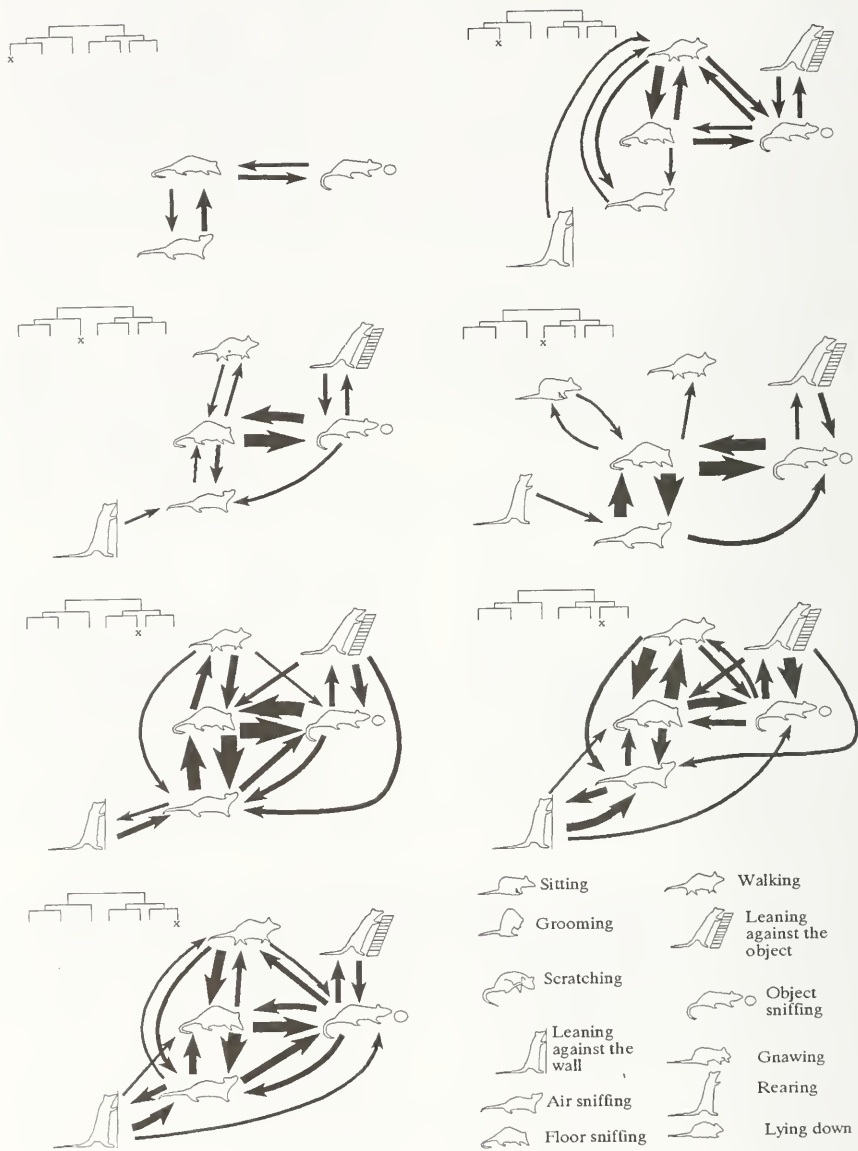 x
x
x
x
x
x
x
Sitting
Walking
Grooming
Leaning
against the
object
Scratching
Object
sniffing
Leaning
against the
wall
Gnawing
Rearing
Air sniffing
Floor sniffing
Lying down